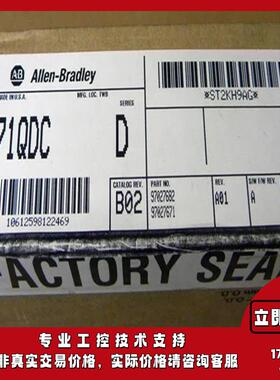 AB Allen-Bradley
MADE IN U.S.A.
MFG. LOC. TWB
SERIES
*ST2KH9AG*
71QDC
D
CATALOG REV.
PART NUMBER
S/W F/W REV.
B02
97027682
97027671
A01
A
10612598122469
FACTORY SEA
专业工控技术支持
非真实交易价格，实际价格请咨询客服
立即
17